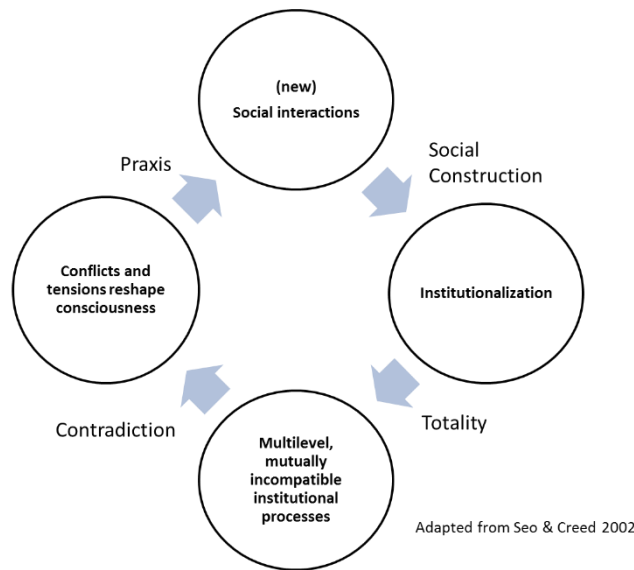 (new)
Social interactions
Praxis
Social
Construction
Conflicts and
tensions reshape
consciousness
Institutionalization
Contradiction
Totality
Multilevel,
mutually
incompatible
institutional
processes
Adapted from Seo & Creed 2002